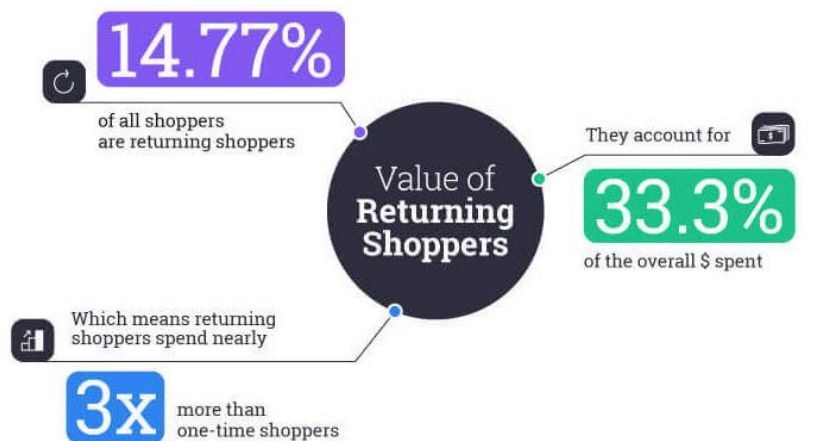 14.77%
of all shoppers
are returning shoppers
Value of
Returning
Shoppers
They account for
33.3%
of the overall $ spent
Which means returning
shoppers spend nearly
3x
more than
one-time shoppers